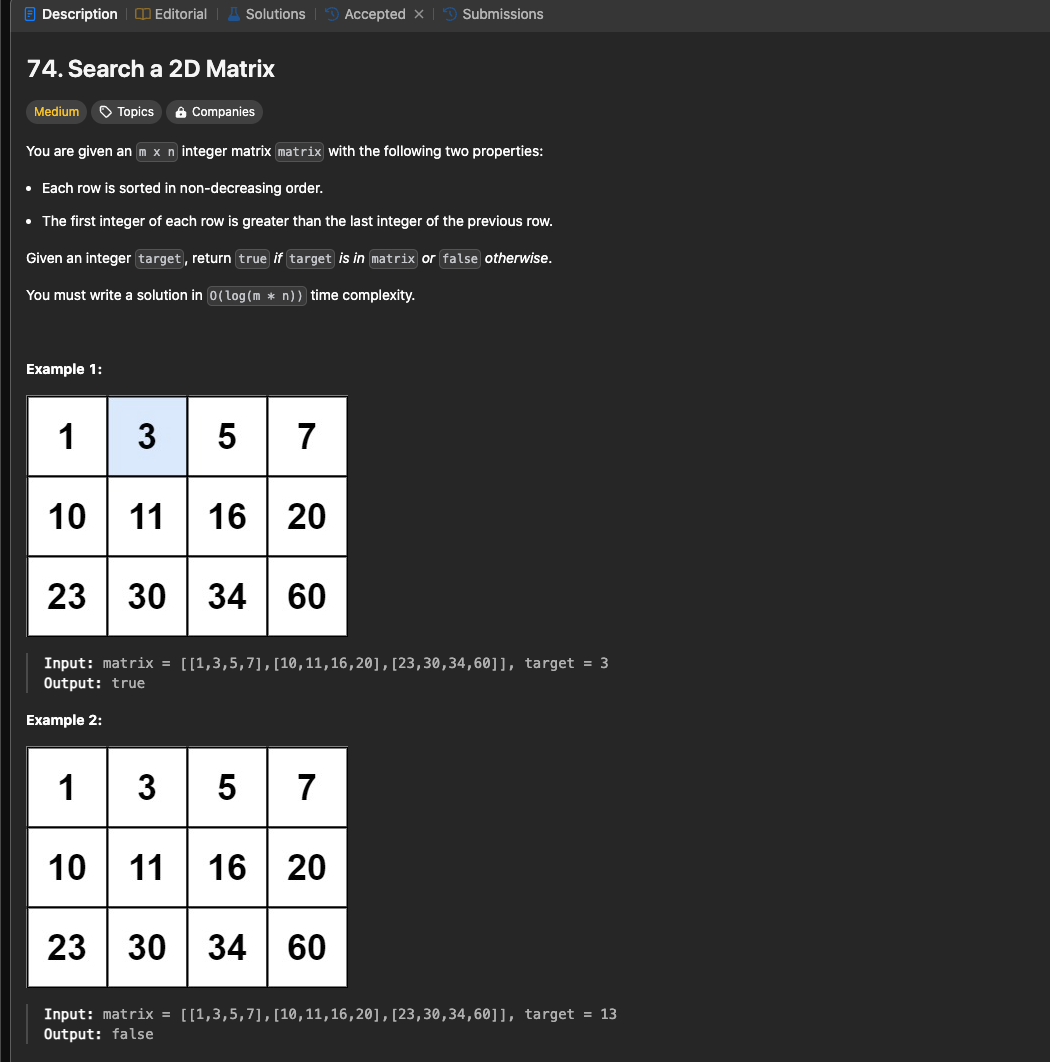 Description Editorial Solutions Accepted Submissions
74. Search a 2D Matrix
Medium Topics Companies
You are given an m x n integer matrix matrix with the following two properties:
• Each row is sorted in non-decreasing order.
• The first integer of each row is greater than the last integer of the previous row.
Given an integer target, return true if target is in matrix or false otherwise.
You must write a solution in O(log(m * n)) time complexity.
Example 1:
1 3 5 7
10 11 16 20
23 30 34 60
Input: matrix = [[1,3,5,7],[10,11,16,20],[23,30,34,60]], target = 3
Output: true
Example 2:
1 3 5 7
10 11 16 20
23 30 34 60
Input: matrix = [[1,3,5,7],[10,11,16,20],[23,30,34,60]], target = 13
Output: false